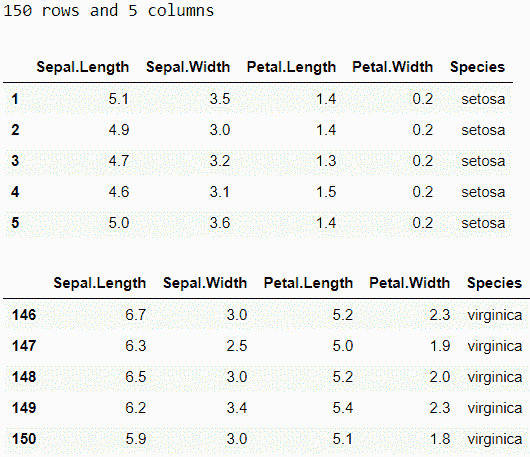 150 rows and 5 columns
Sepal.Length Sepal.Width Petal.Length Petal.Width Species
1 5.1 3.5 1.4 0.2 setosa
2 4.9 3.0 1.4 0.2 setosa
3 4.7 3.2 1.3 0.2 setosa
4 4.6 3.1 1.5 0.2 setosa
5 5.0 3.6 1.4 0.2 setosa
Sepal.Length Sepal.Width Petal.Length Petal.Width Species
146 6.7 3.0 5.2 2.3 virginica
147 6.3 2.5 5.0 1.9 virginica
148 6.5 3.0 5.2 2.0 virginica
149 6.2 3.4 5.4 2.3 virginica
150 5.9 3.0 5.1 1.8 virginica